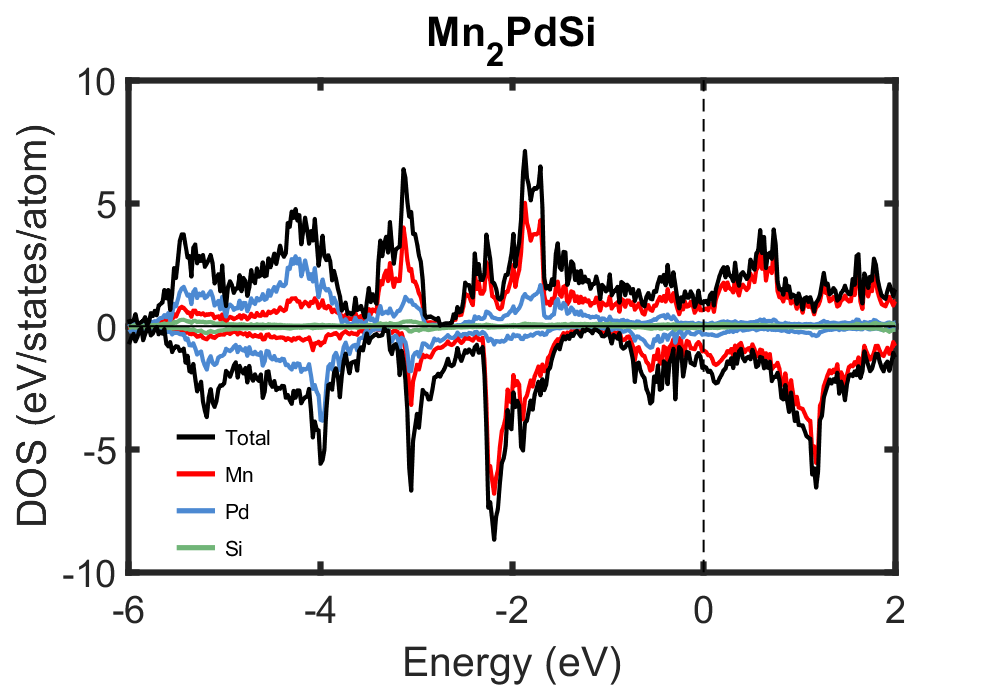 Mn2PdSi
DOS (eV/states/atom)
10
5
0
-5
-10
Total
Mn
Pd
Si
-6 -4 -2 0 2
Energy (eV)